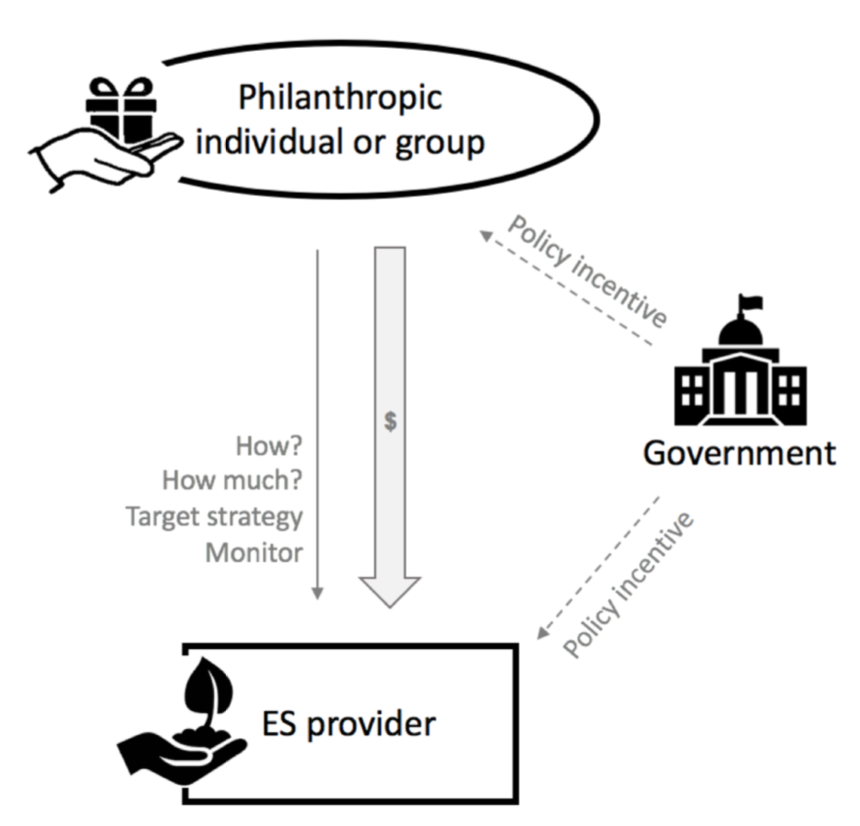 Philanthropic
individual or group
Policy incentive
Government
$
How?
How much?
Target strategy
Monitor
Policy incentive
ES provider